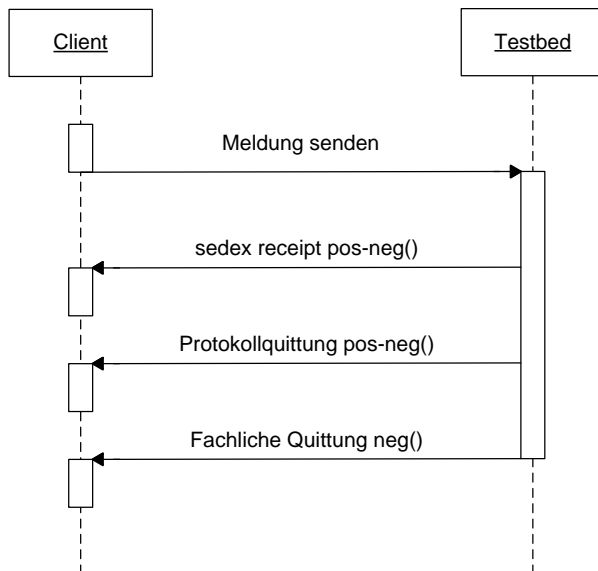 Client
Testbed
Meldung senden
sedex receipt pos-neg()
Protokollquittung pos-neg()
Fachliche Quittung neg()